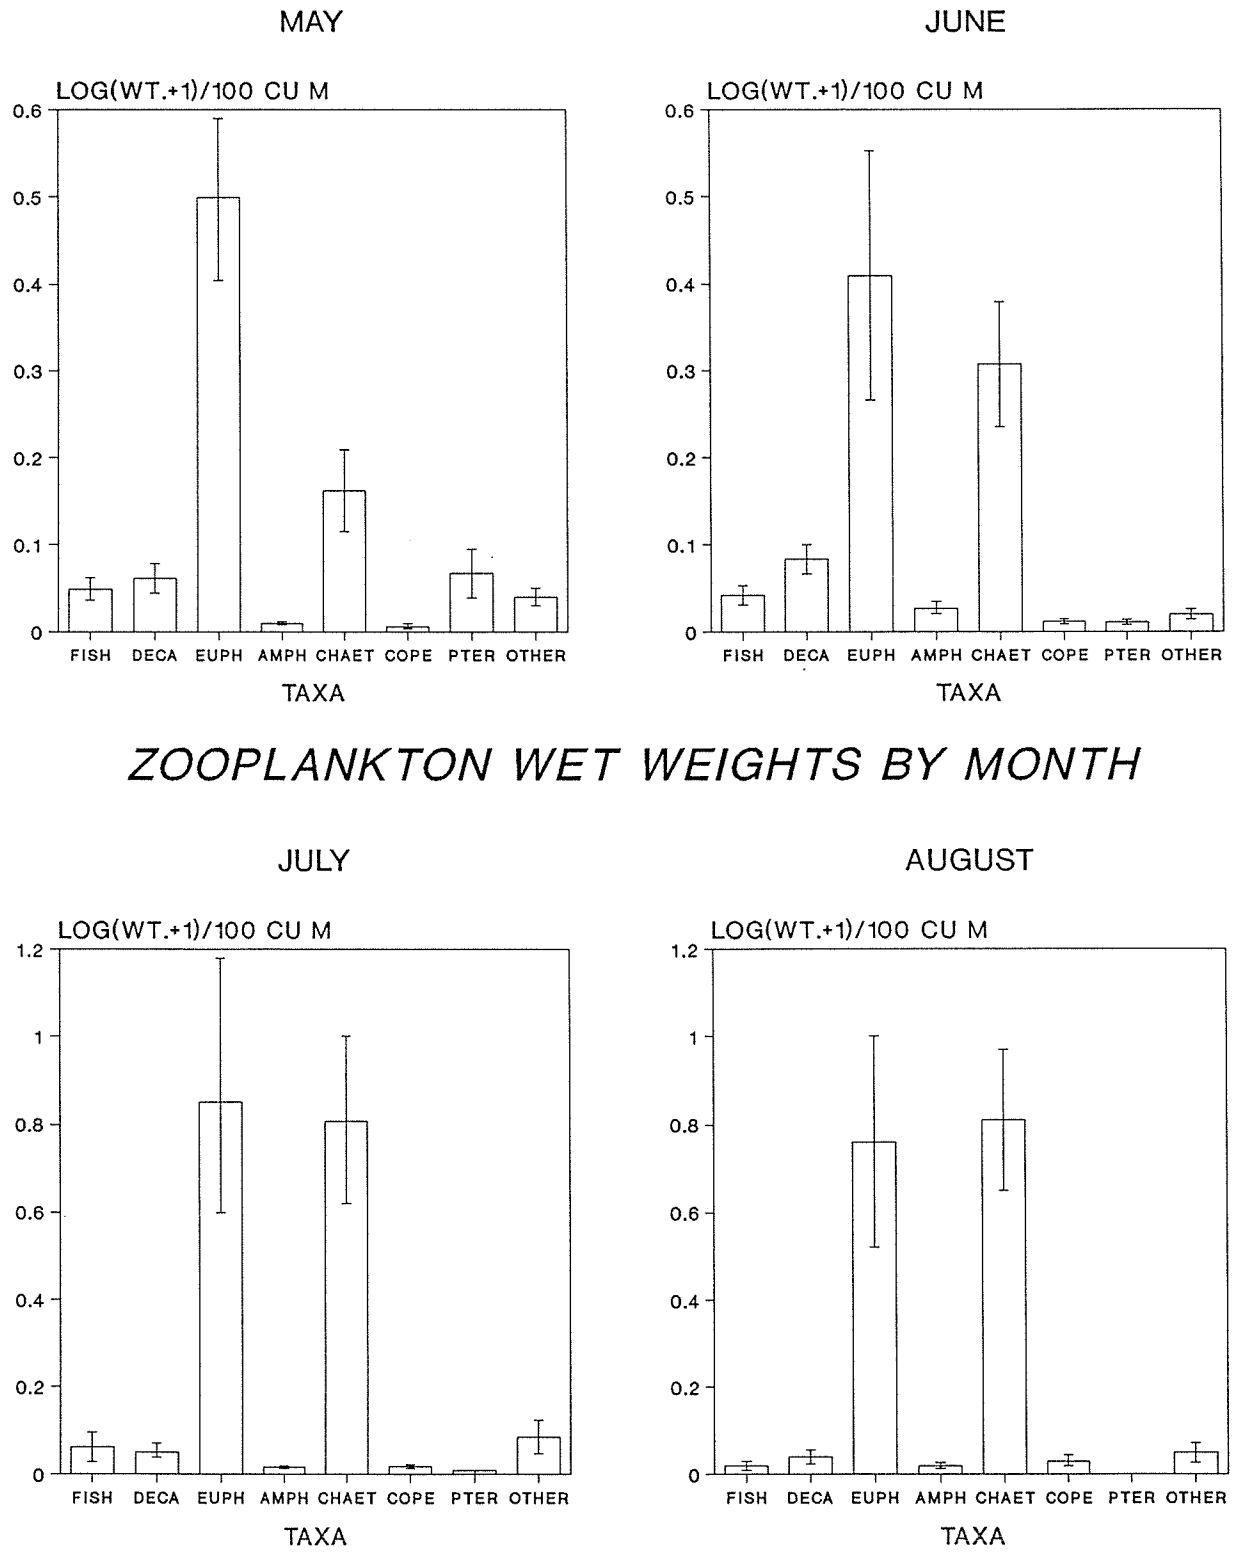 MAY
LOG(WT.+1)/100 CU M
0.6
0.5
0.4
0.3
0.2
0.1
0
FISH DECA EUPH AMPH CHAET COPE PTER OTHER
TAXA
JUNE
LOG(WT.+1)/100 CU M
0.6
0.5
0.4
0.3
0.2
0.1
0
FISH DECA EUPH AMPH CHAET COPE PTER OTHER
TAXA
ZOOPLANKTON WET WEIGHTS BY MONTH
JULY
LOG(WT.+1)/100 CU M
1.2
1
0.8
0.6
0.4
0.2
0
FISH DECA EUPH AMPH CHAET COPE PTER OTHER
TAXA
AUGUST
LOG(WT.+1)/100 CU M
1.2
1
0.8
0.6
0.4
0.2
0
FISH DECA EUPH AMPH CHAET COPE PTER OTHER
TAXA